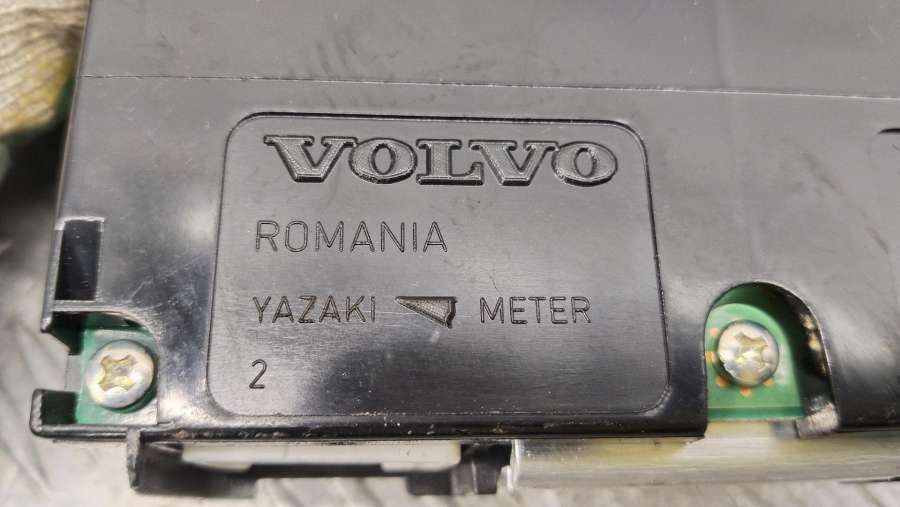 VOLVO
ROMANIA
YAZAKI METER
2